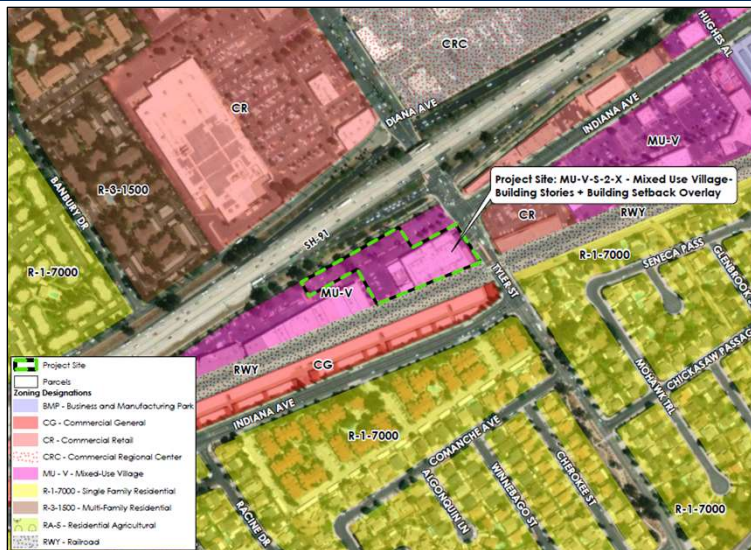 HUGHES AL
CRC
DIANA AVE
CR
INDIANA AVE
MU-V
BANBURY DR
R-3-1500
Project Site: MU-V-S-2-X - Mixed Use Village-
Building Stories + Building Setback Overlay
CR
RWY
SH-91
R-1-7000
R-1-7000
SENECA PASS
GLENBROOK
TYLER ST
MU-V
CHICKASAW PASSAG
MOHAWK TRL
CG
RWY
INDIANA AVE
R-1-7000
COMANCHE AVE
CHEROKEE ST
WINNEBAGO ST
ALGONQUIN LN
RACINE DR
R-1-7000
Project Site
Parcels
Zoning Designations
BMP - Business and Manufacturing Park
CG - Commercial General
CR - Commercial Retail
CRC - Commercial Regional Center
MU - V - Mixed-Use Village
R-1-7000 - Single Family Residential
R-3-1500 - Multi-Family Residential
RA-5 - Residential Agricultural
RWY - Railroad